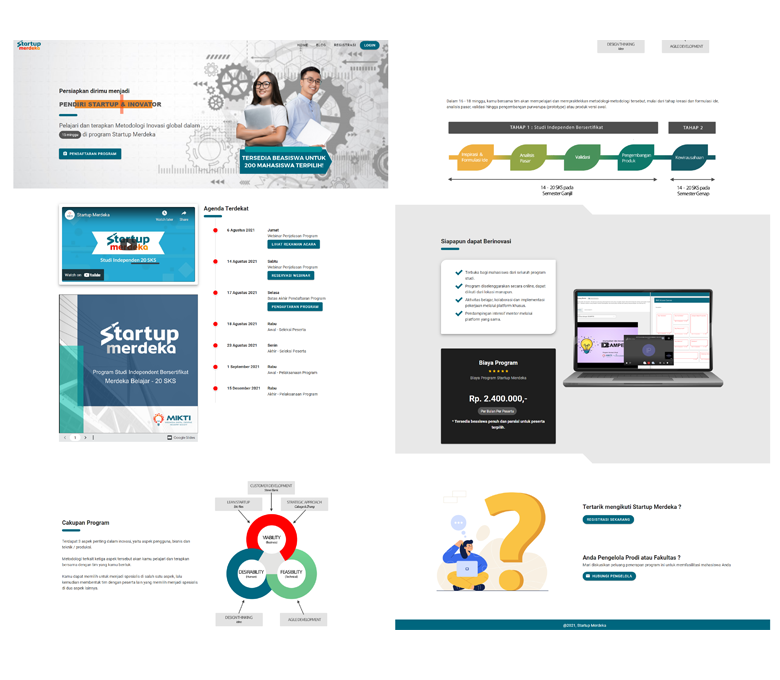 Startup
merdeka
HOME BLOG REGISTRASI LOGIN
Persiapkan dirimu menjadi
PENDIRI STARTUP & INOVATOR
Pelajari dan terapkan Metodologi Inovasi global dalam
di program Startup Merdeka
PENDAFTARAN PROGRAM
TERSEDIA BEASISWA UNTUK
200 MAHASISWA TERPILIH!
Startup Merdeka
Watch later Share
Startup
merdeka
Studi Independen 20 SKS
Watch on YouTube
Startup
merdeka
Program Studi Independent Bersertifikat
Merdeka Belajar - 20 SKS
MIKTI
1
Google Slides
Agenda Terdekat
6 Agustus 2021 Jumat
Webinar Penjelasan Program
LIHAT REKAMAN ACARA
14 Agustus 2021 Sabtu
Webinar Penjelasan Program
RESERVASI WEBINAR
17 Agustus 2021 Selasa
Batas Akhir Pendaftaran Program
PENDAFTARAN PROGRAM
18 Agustus 2021 Rabu
Awal - Seleksi Peserta
23 Agustus 2021 Senin
Akhir - Seleksi Peserta
1 September 2021 Rabu
Awal - Pelaksanaan Program
15 Desember 2021 Rabu
Akhir - Pelaksanaan Program
Cakupan Program
Terdapat 3 aspek penting dalam inovasi, yaitu aspek pengguna, bisnis dan
teknik / produksi.
Metodologi terkait ketiga aspek tersebut akan kamu pelajari dan terapkan
bersama dengan tim yang kamu bentuk
Kamu dapat memilih untuk menjadi spesialis di salah satu aspek, lalu
kemudian membentuk tim dengan peserta lain yang memilih menjadi spesialis
di dua aspek lainnya.
CUSTOMER DEVELOPMENT
Steve Blank
LEAN STARTUP
Eric Ries
STRATEGIC APPROACH
VIABILITY
(Business)
DESIRABILITY
(Human)
FEASIBILITY
(Technical)
DESIGN THINKING
IDEO
AGILE DEVELOPMENT
DESIGN THINKING
IDEO
AGILE DEVELOPMENT
Dalam 14 - 18 minggu, kamu bersama tim akan mempelajari dan mempraktekkan metodologi-metodologi tersebut, mulai dari tahap inovasi dan formulasi ide,
analisis pasar, validasi hingga pengembangan purwarupa (prototype) atau produk versi awal.
TAHAP 1 : Studi Independen Bersertifikat
TAHAP 2
Inspirasi &
Formulasi Ide
Analisis
Pasar
Validasi
Pengembangan
Produk
Kewirausahaan
14 - 20 SKS pada
Semester Ganjil
14 - 20 SKS pada
Semester Genap
Siapapun dapat Berinovasi
Terbuka bagi mahasiswa dari seluruh program
studi.
Program diselenggarakan secara online, dapat
diikuti dari lokasi manapun.
Aktivitas belajar, kolaborasi dan implementasi
pekerjaan melalui platform khusus.
Pendampingan intensif mentor melalui
platform yang sama.
Biaya Program
Biaya Program Startup Merdeka
Rp. 2.400.000,-
Per Bulan Per Peserta
* Tersedia beasiswa penuh dan parsial untuk peserta
terpilih.
Tertarik mengikuti Startup Merdeka ?
REGISTRASI SEKARANG
Anda Pengelola Prodi atau Fakultas ?
Mari diskusikan peluang penerapan program ini untuk memfasilitasi mahasiswa Anda
HUBUNGI PENGELOLA
@2021, Startup Merdeka